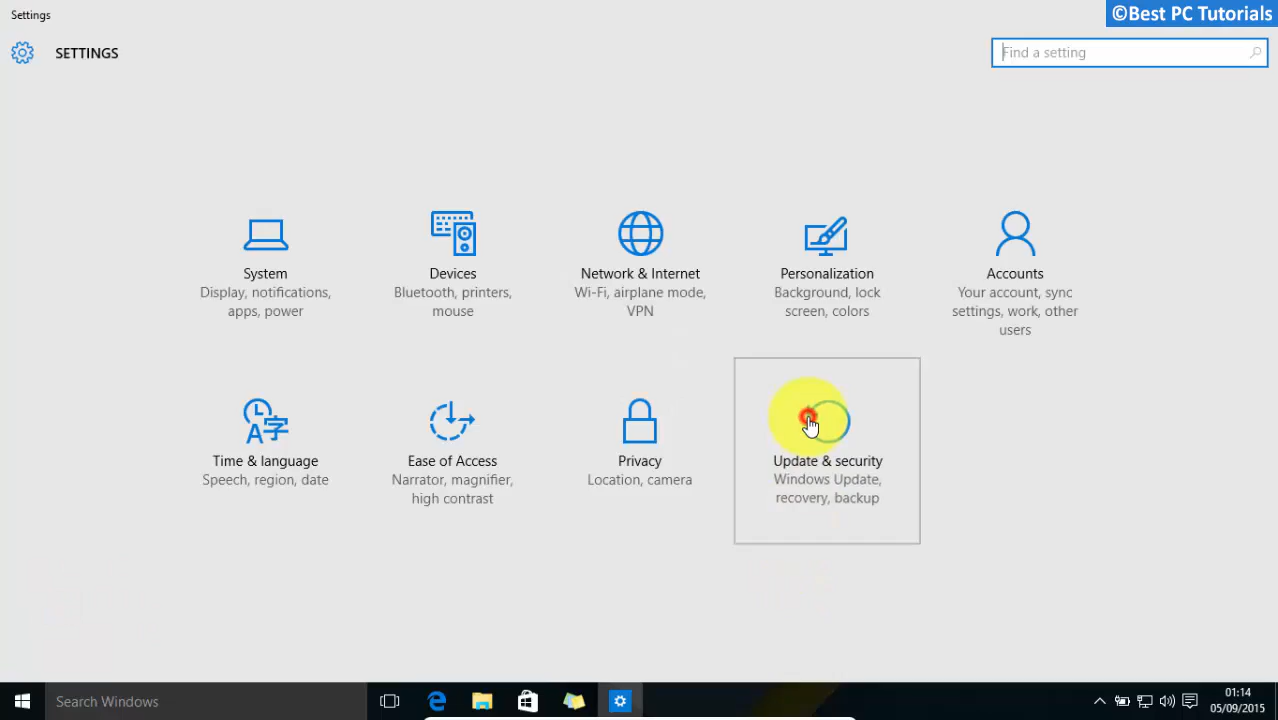 Settings
©Best PC Tutorials
SETTINGS
Find a setting
System
Display, notifications,
apps, power
Devices
Bluetooth, printers,
mouse
Network & Internet
Wi-Fi, airplane mode,
VPN
Personalization
Background, lock
screen, colors
Accounts
Your account, sync
settings, work, other
users
Time & language
Speech, region, date
Ease of Access
Narrator, magnifier,
high contrast
Privacy
Location, camera
Update & security
Windows Update,
recovery, backup
Search Windows
01:14
05/09/2015